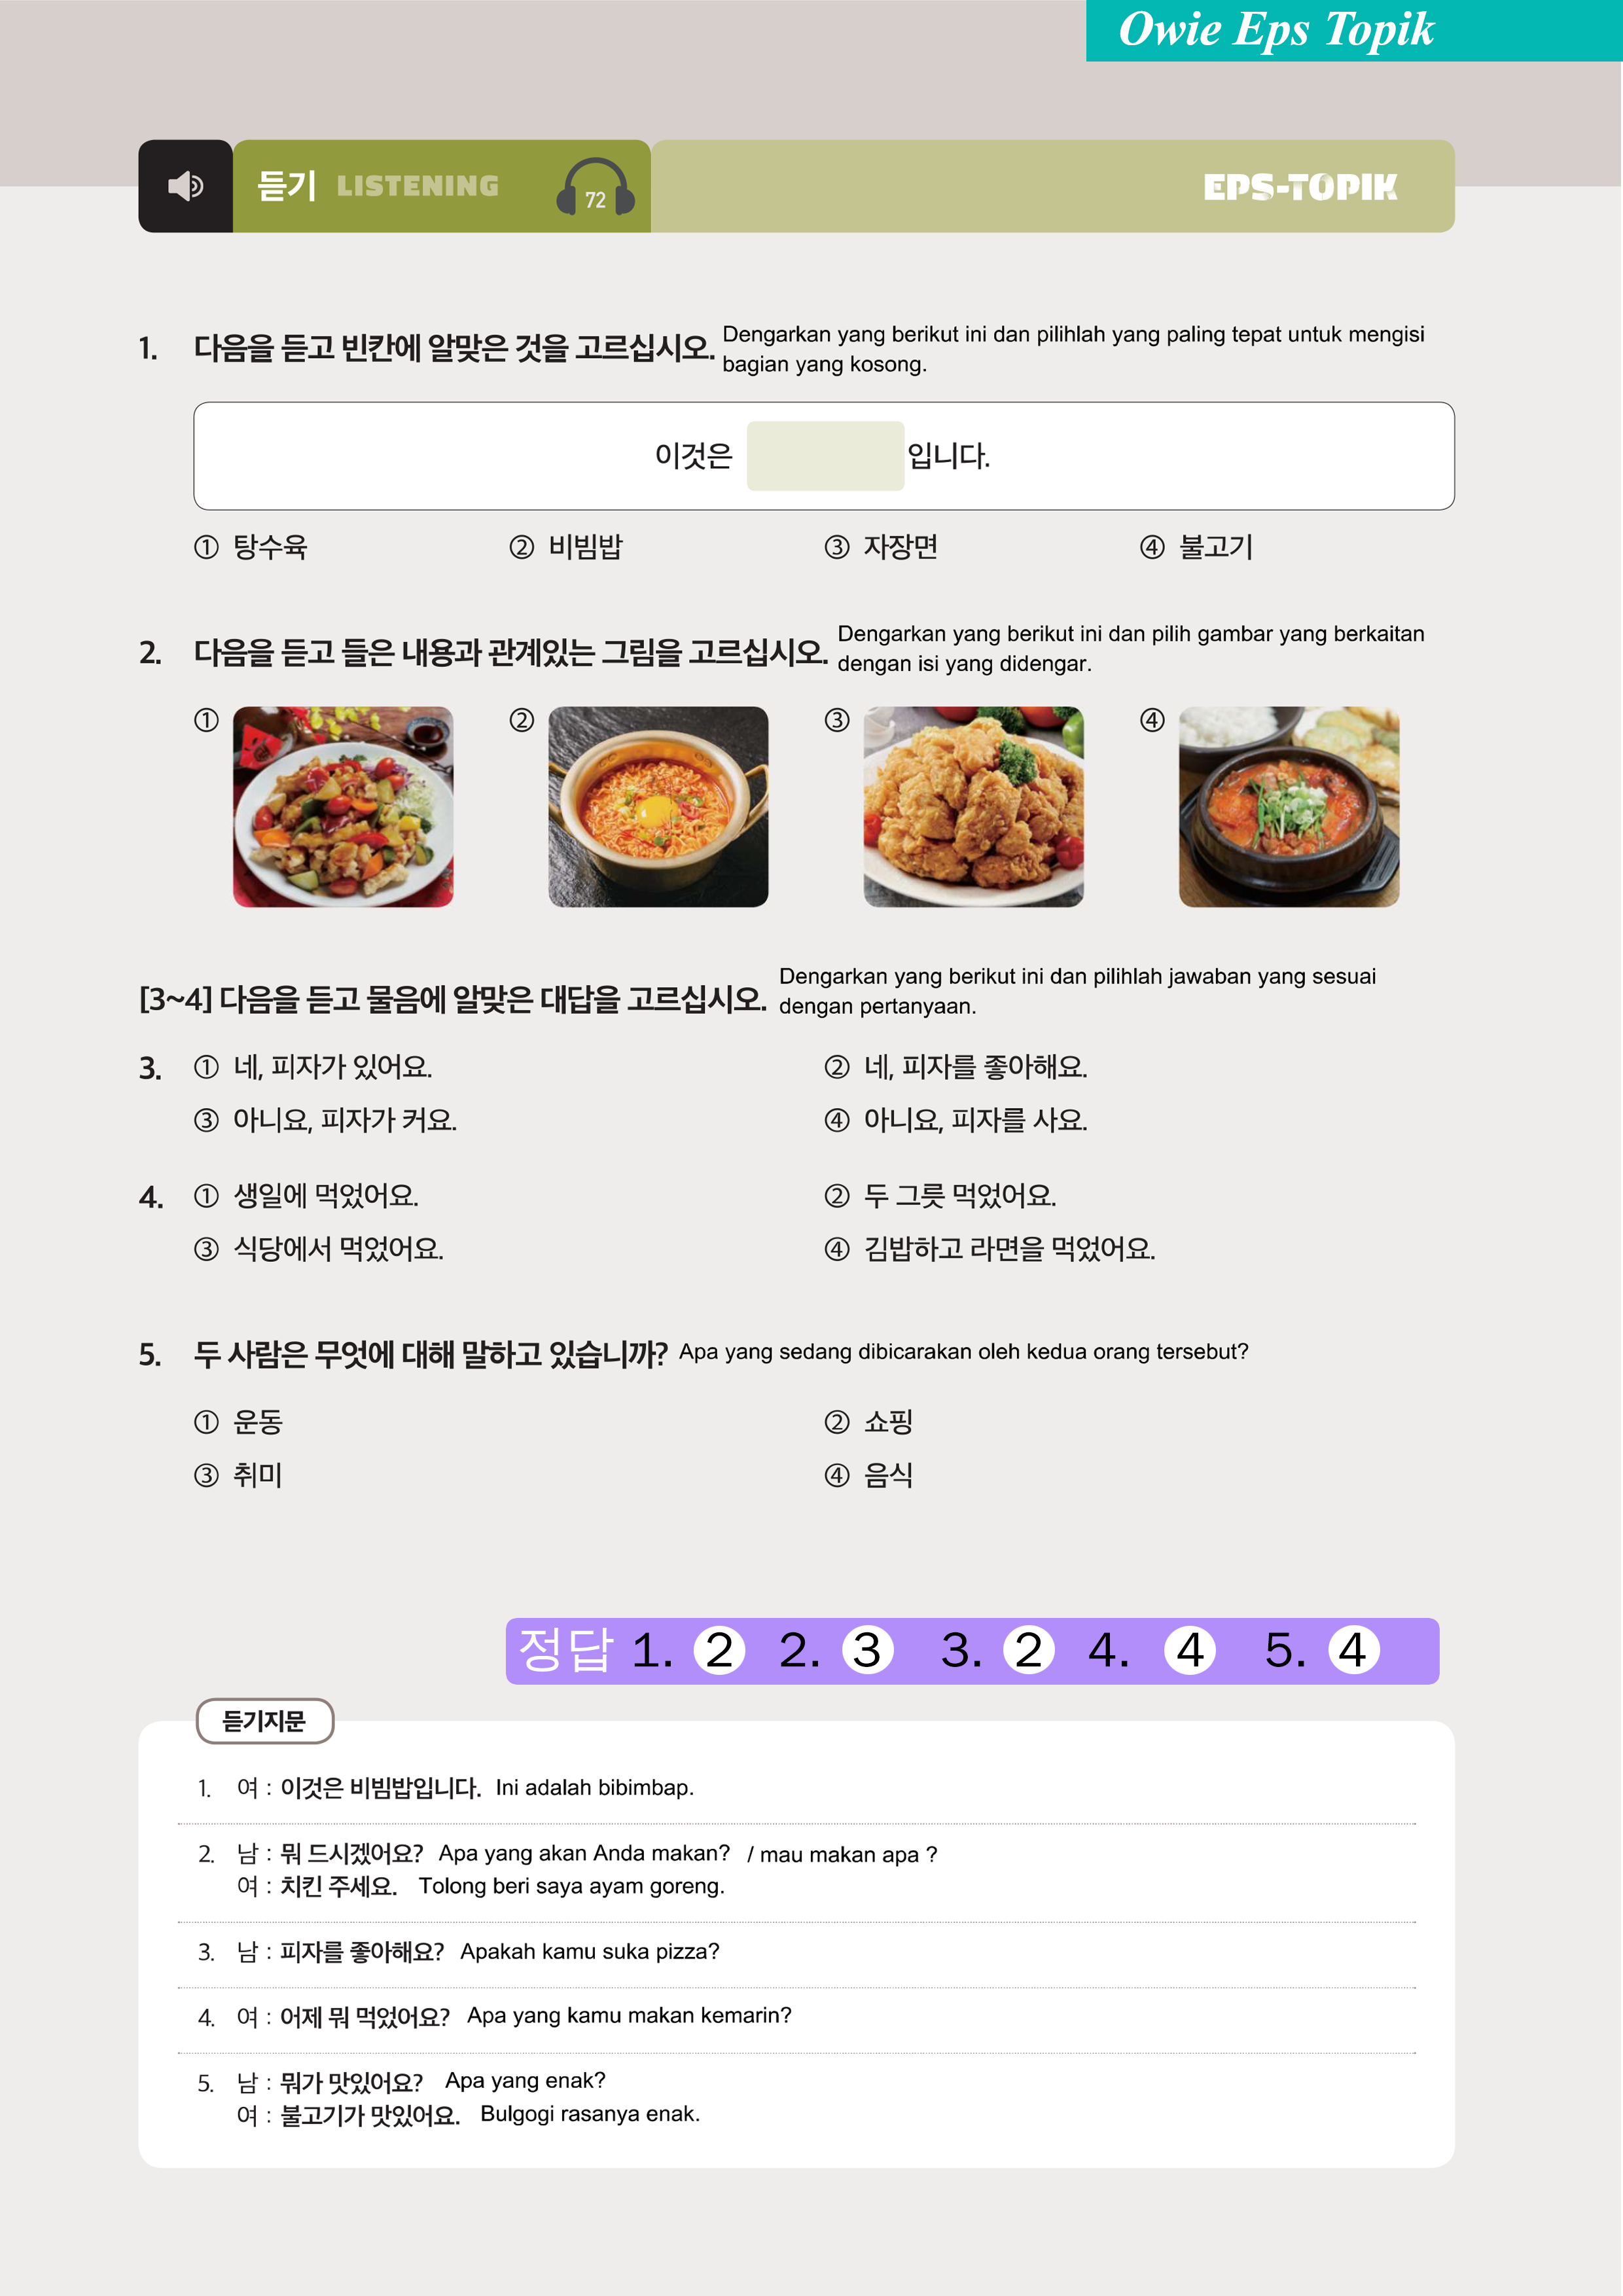 Owie Eps Topik
듣기 LISTENING 72 EPS-TOPIK
1. 다음을 듣고 빈칸에 알맞은 것을 고르십시오. Dengarkan yang berikut ini dan pilihlah yang paling tepat untuk mengisi
bagian yang kosong.
이것은 입니다.
① 탕수육 ② 비빔밥 ③ 자장면 ④ 불고기
2. 다음을 듣고 들은 내용과 관계있는 그림을 고르십시오. Dengarkan yang berikut ini dan pilih gambar yang berkaitan
dengan isi yang didengar.
① ② ③ ④
[3~4] 다음을 듣고 물음에 알맞은 대답을 고르십시오. Dengarkan yang berikut ini dan pilihlah jawaban yang sesuai
dengan pertanyaan.
3. ① 네, 피자가 있어요. ② 네, 피자를 좋아해요.
③ 아니요, 피자가 커요. ④ 아니요, 피자를 사요.
4. ① 생일에 먹었어요. ② 두 그릇 먹었어요.
③ 식당에서 먹었어요. ④ 김밥하고 라면을 먹었어요.
5. 두 사람은 무엇에 대해 말하고 있습니까? Apa yang sedang dibicarakan oleh kedua orang tersebut?
① 운동 ② 쇼핑
③ 취미 ④ 음식
정답 1. 2 2. 3 3. 2 4. 4 5. 4
듣기지문
1. 여 : 이것은 비빔밥입니다. Ini adalah bibimbap.
2. 남 : 뭐 드시겠어요? Apa yang akan Anda makan? / mau makan apa ?
여 : 치킨 주세요. Tolong beri saya ayam goreng.
3. 남 : 피자를 좋아해요? Apakah kamu suka pizza?
4. 여 : 어제 뭐 먹었어요? Apa yang kamu makan kemarin?
5. 남 : 뭐가 맛있어요? Apa yang enak?
여 : 불고기가 맛있어요. Bulgogi rasanya enak.